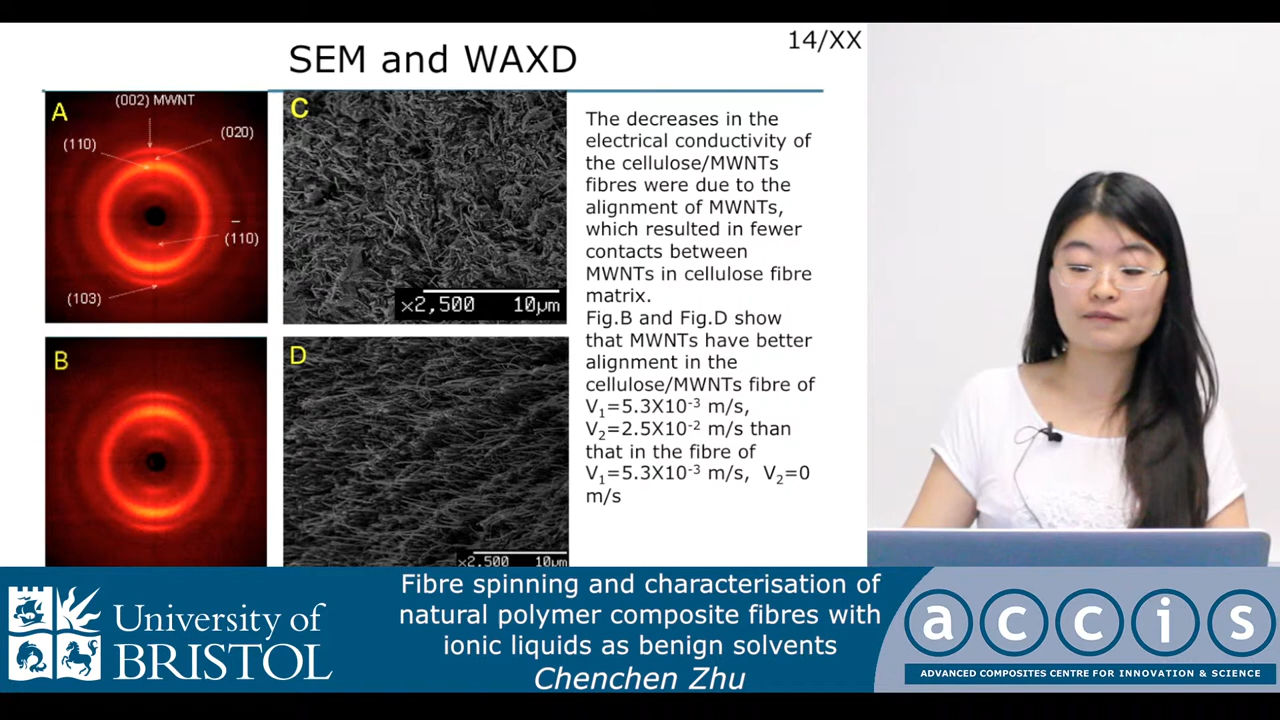 14/XX
SEM and WAXD
A
(002) MWNT
(110)
(020)
(1̅10)
(103)
B
C
×2,500 10µm
D
×2,500 10µm
The decreases in the
electrical conductivity of
the cellulose/MWNTs
fibres were due to the
alignment of MWNTs,
which resulted in fewer
contacts between
MWNTs in cellulose fibre
matrix.
Fig.B and Fig.D show
that MWNTs have better
alignment in the
cellulose/MWNTs fibre of
V₁=5.3X10⁻³ m/s,
V₂=2.5X10⁻² m/s than
that in the fibre of
V₁=5.3X10⁻³ m/s, V₂=0
m/s
University of
BRISTOL
Fibre spinning and characterisation of
natural polymer composite fibres with
ionic liquids as benign solvents
Chenchen Zhu
accis
ADVANCED COMPOSITES CENTRE FOR INNOVATION & SCIENCE